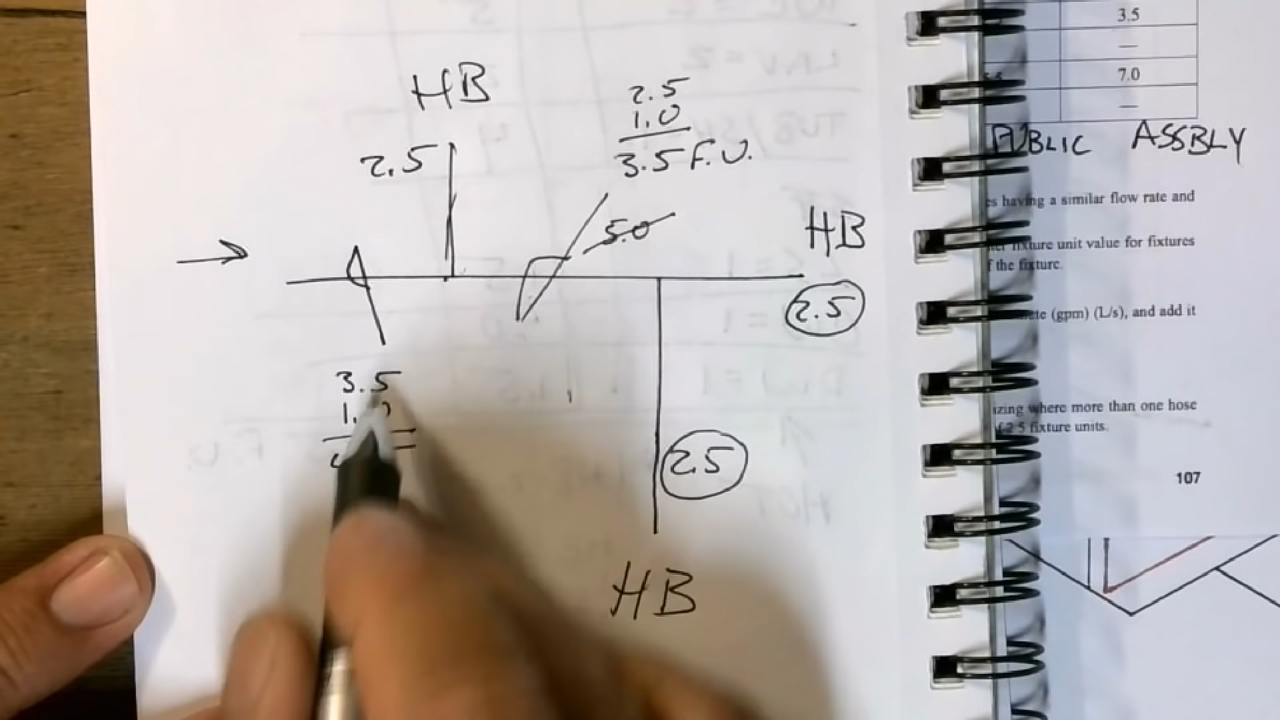 HB
2.5
2.5
1.0
3.5 F.U.
5.0
HB
2.5
3.5
2.5
HB
3.5
—
7.0
—
PUBLIC ASSBLY
having a similar flow rate and
unit value for fixtures
the fixture.
(gpm) (L/s), and add it
where more than one hose
2.5 fixture units.
107